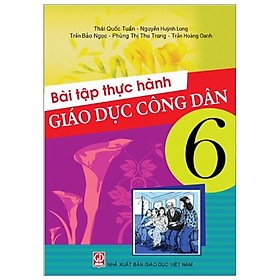 Thái Quốc Tuấn - Nguyễn Huỳnh Long
Trần Bảo Ngọc - Phùng Thị Thu Trang - Trần Hoàng Oanh
Bài tập thực hành
GIÁO DỤC CÔNG DÂN
6
NHÀ XUẤT BẢN GIÁO DỤC VIỆT NAM